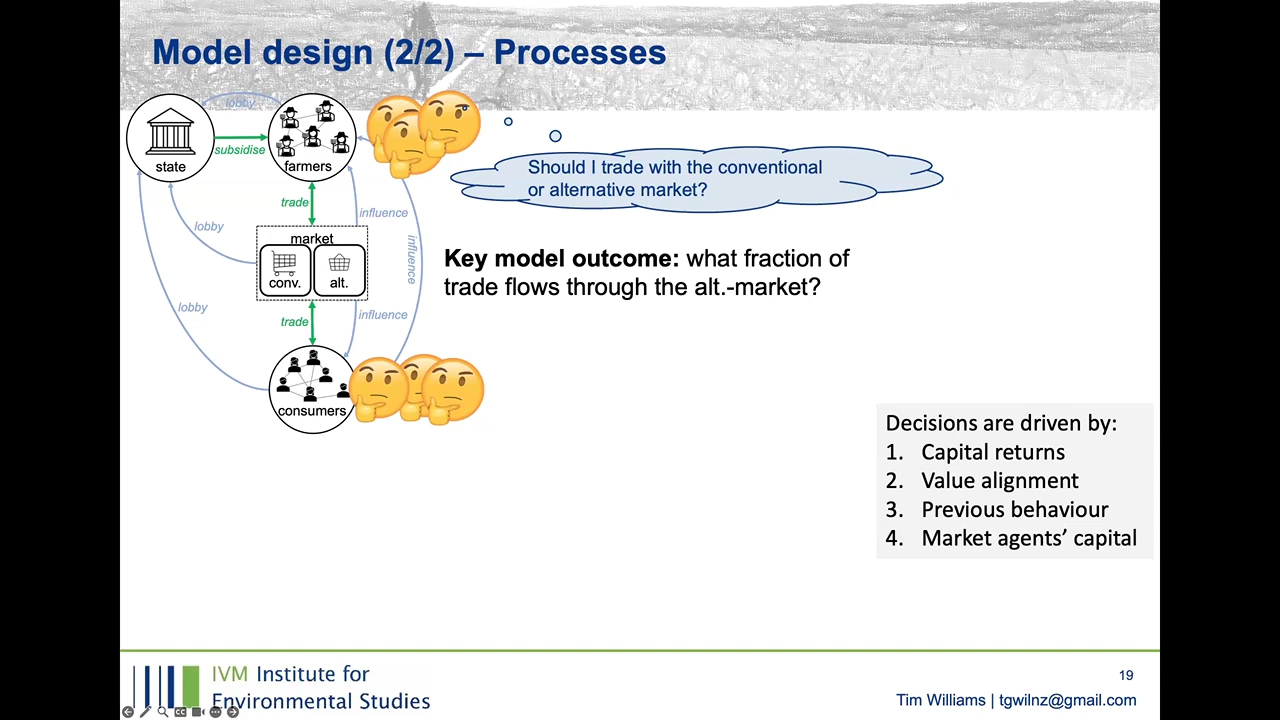 Model design (2/2) – Processes
lobby
state
subsidise
farmers
Should I trade with the conventional
or alternative market?
trade
influence
lobby
market
conv.
alt.
influence
Key model outcome: what fraction of
trade flows through the alt.-market?
lobby
trade
influence
consumers
Decisions are driven by:
1. Capital returns
2. Value alignment
3. Previous behaviour
4. Market agents’ capital
IVM Institute for
Environmental Studies
19
Tim Williams | tgwilnz@gmail.com